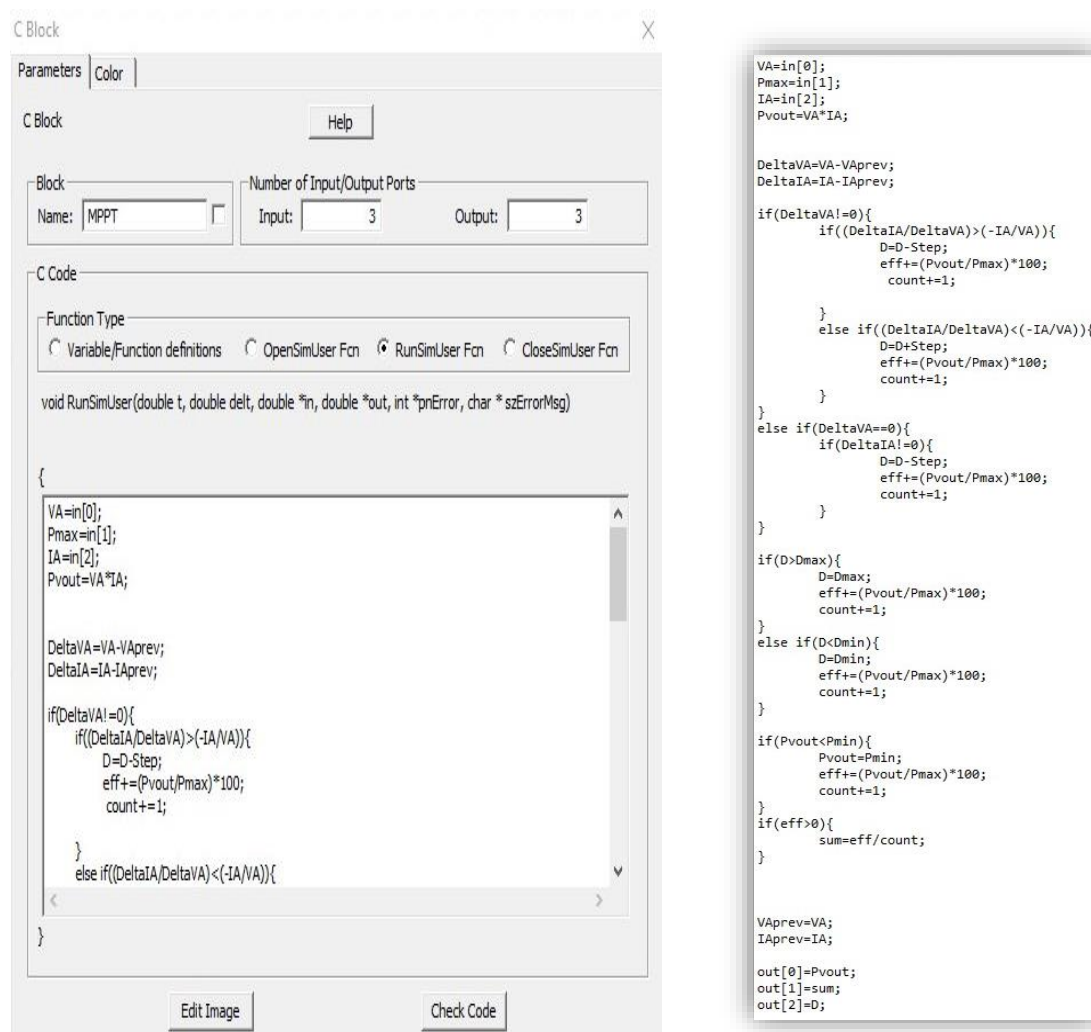 C Block
Parameters Color
C Block Help
Block
Name: MPPT
Number of Input/Output Ports
Input: 3 Output: 3
C Code
Function Type
Variable/Function definitions OpenSimUser Fcn RunSimUser Fcn CloseSimUser Fcn
void RunSimUser(double t, double delt, double *in, double *out, int *pnError, char * szErrorMsg)
{
VA=in[0];
Pmax=in[1];
IA=in[2];
Pvout=VA*IA;
DeltaVA=VA-VAprev;
DeltaIA=IA-IAprev;
if(DeltaVA!=0){
if((DeltaIA/DeltaVA)>(-IA/VA)){
D=D-Step;
eff+=(Pvout/Pmax)*100;
count+=1;
}
else if((DeltaIA/DeltaVA)<(-IA/VA)){
}
Edit Image Check Code
VA=in[0];
Pmax=in[1];
IA=in[2];
Pvout=VA*IA;
DeltaVA=VA-VAprev;
DeltaIA=IA-IAprev;
if(DeltaVA!=0){
if((DeltaIA/DeltaVA)>(-IA/VA)){
D=D-Step;
eff+=(Pvout/Pmax)*100;
count+=1;
}
else if((DeltaIA/DeltaVA)<(-IA/VA)){
D=D+Step;
eff+=(Pvout/Pmax)*100;
count+=1;
}
}
else if(DeltaVA==0){
if(DeltaIA!=0){
D=D-Step;
eff+=(Pvout/Pmax)*100;
count+=1;
}
}
if(D>Dmax){
D=Dmax;
eff+=(Pvout/Pmax)*100;
count+=1;
}
else if(D<Dmin){
D=Dmin;
eff+=(Pvout/Pmax)*100;
count+=1;
}
if(Pvout<Pmin){
Pvout=Pmin;
eff+=(Pvout/Pmax)*100;
count+=1;
}
if(eff>0){
sum=eff/count;
}
VAprev=VA;
IAprev=IA;
out[0]=Pvout;
out[1]=sum;
out[2]=D;